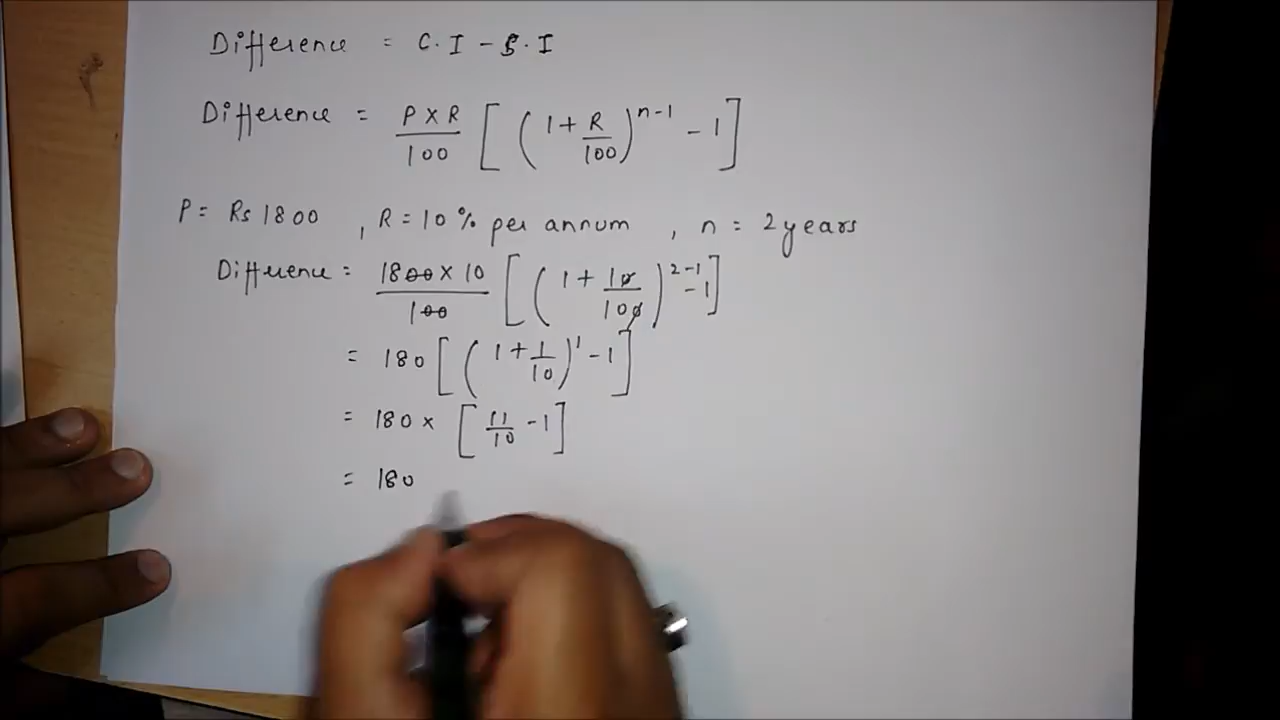 Difference = C.I - S.I
Difference = P X R / 100 [ ( 1 + R/100 )^n-1 - 1 ]
P = Rs 1800 , R = 10 % per annum , n = 2 years
Difference = 1800 X 10 / 100 [ ( 1 + 10/100 )^2-1 - 1 ]
= 180 [ ( 1 + 1/10 )^1 - 1 ]
= 180 x [ 11/10 - 1 ]
= 180